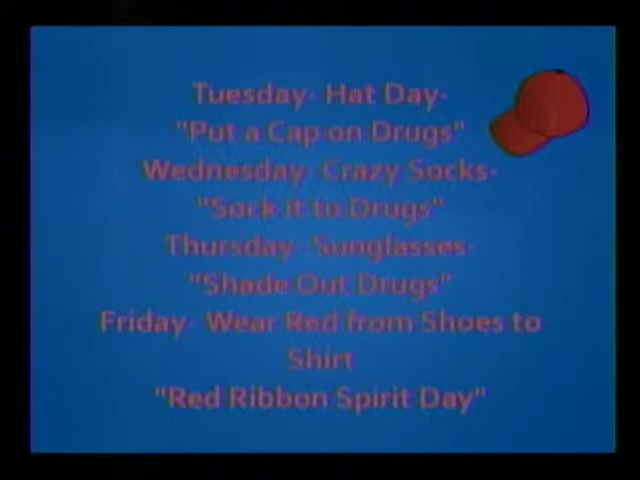 Tuesday- Hat Day-
"Put a Cap on Drugs"
Wednesday- Crazy Socks-
"Sock it to Drugs"
Thursday- Sunglasses-
"Shade Out Drugs"
Friday- Wear Red from Shoes to
Shirt
"Red Ribbon Spirit Day"